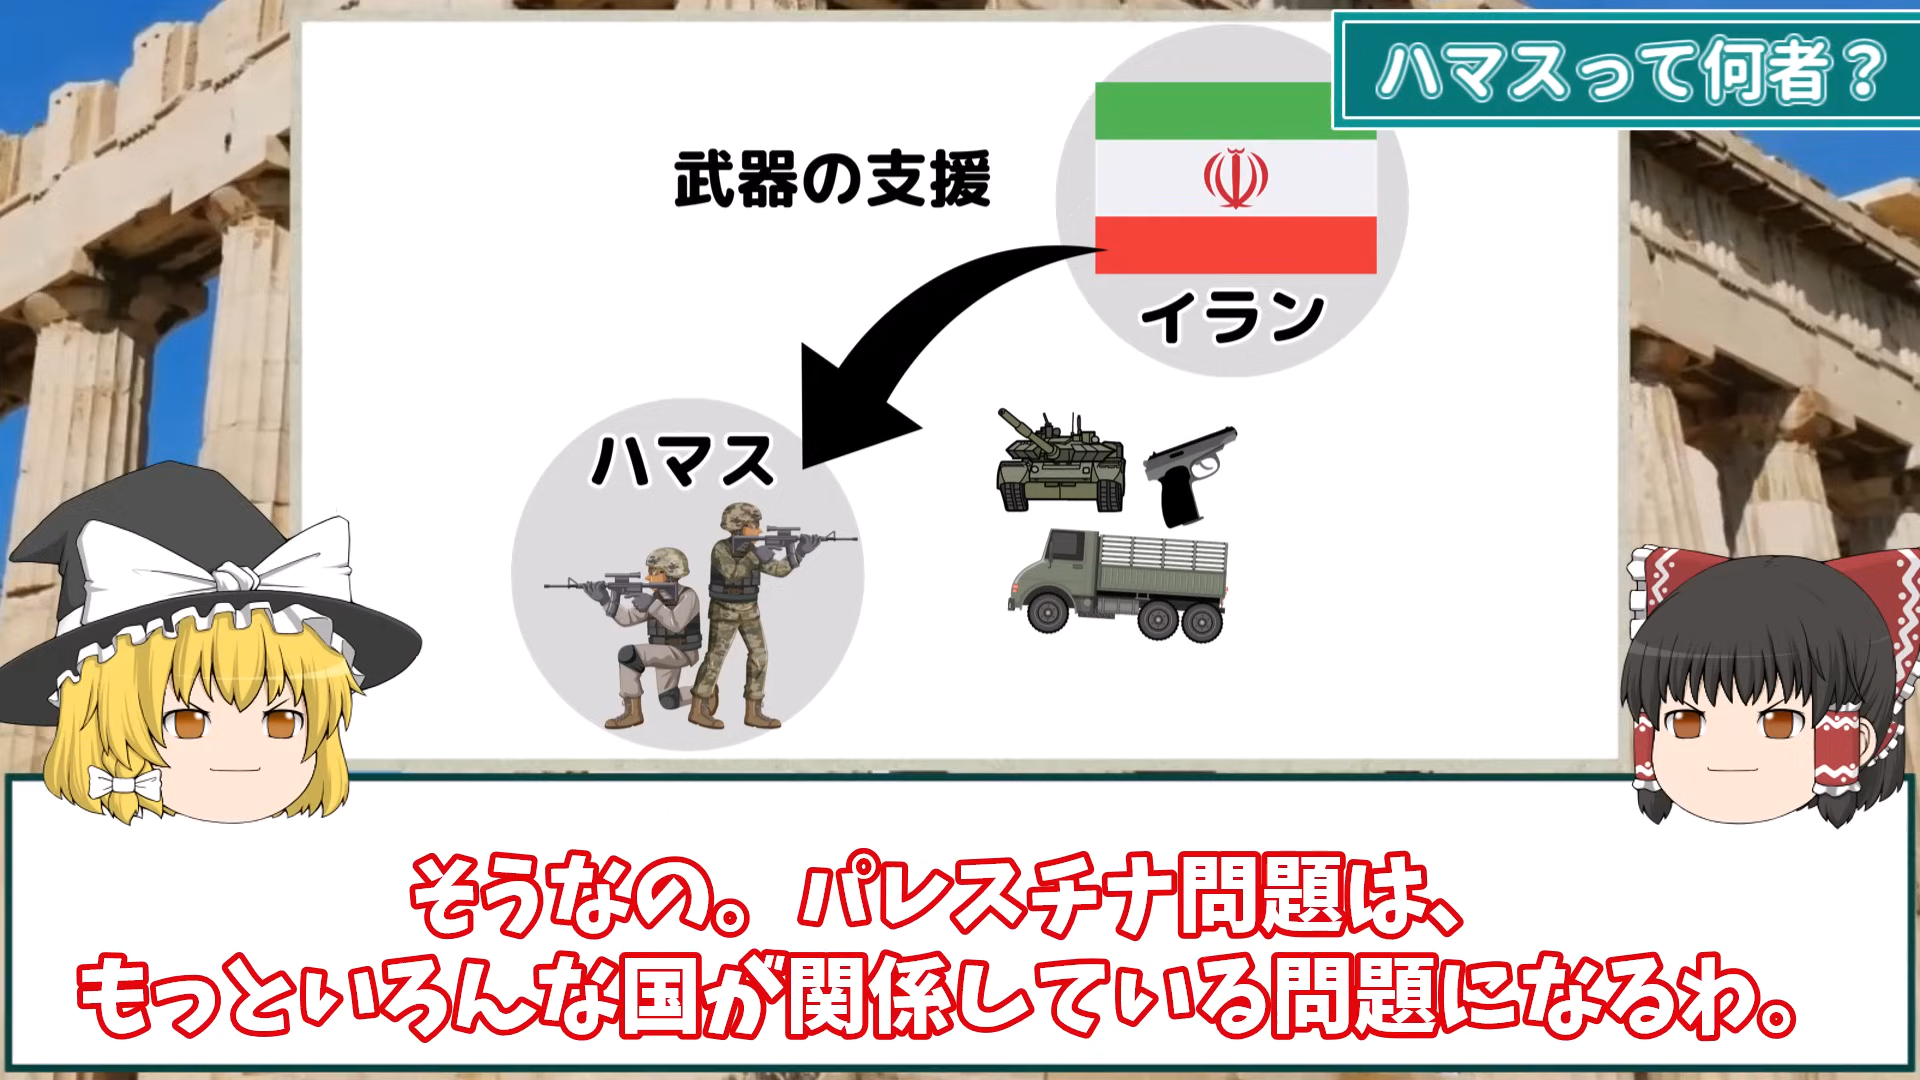 ハマスって何者？
武器の支援
イラン
ハマス
そうなの。パレスチナ問題は、
もっといろんな国が関係している問題になるわ。